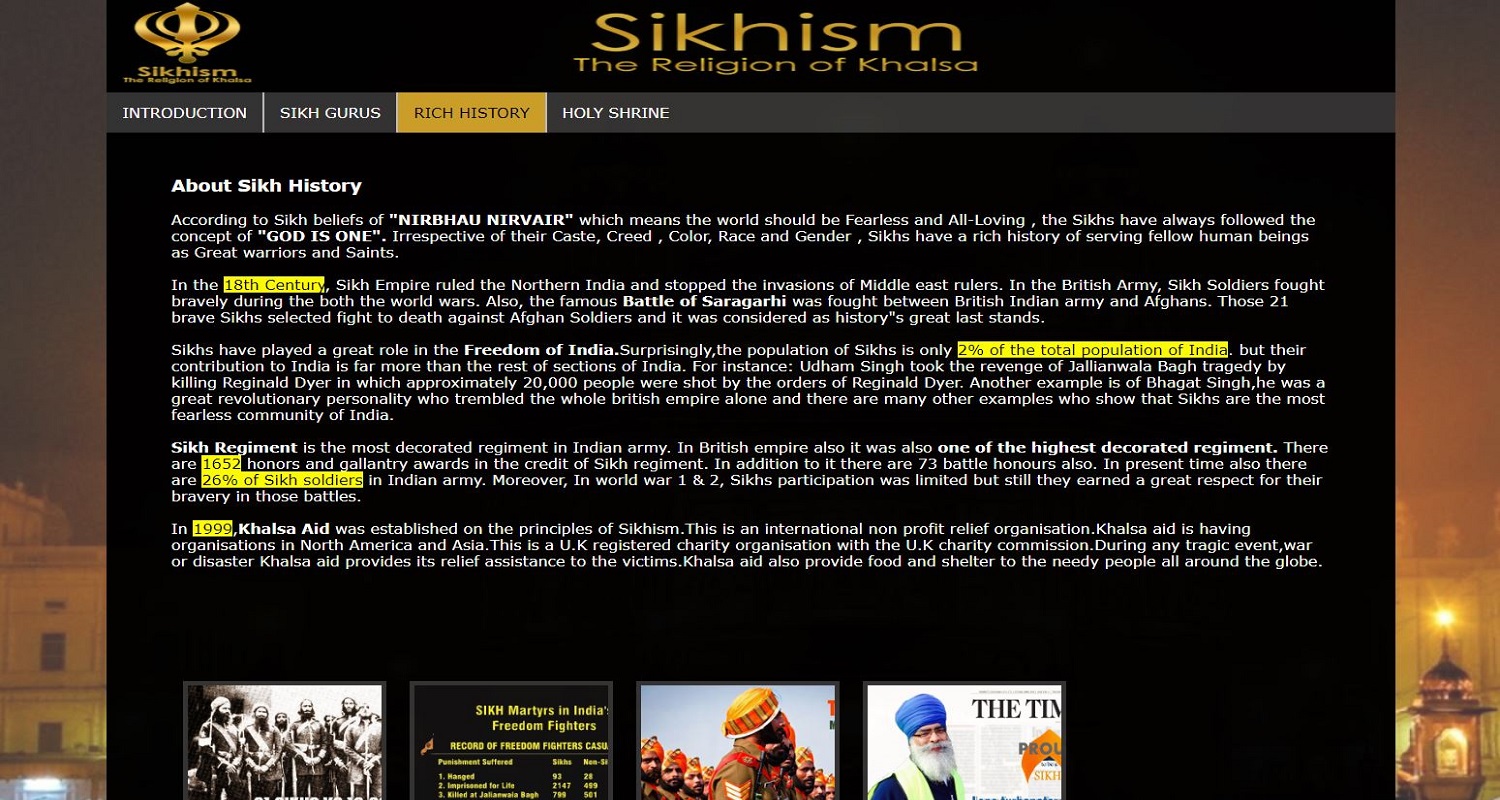 Sikhism
The Religion of Khalsa
Sikhism
The Religion of Khalsa
INTRODUCTION
SIKH GURUS
RICH HISTORY
HOLY SHRINE
About Sikh History
According to Sikh beliefs of "NIRBHAU NIRVAIR" which means the world should be Fearless and All-Loving , the Sikhs have always followed the
concept of "GOD IS ONE". Irrespective of their Caste, Creed , Color, Race and Gender , Sikhs have a rich history of serving fellow human beings
as Great warriors and Saints.
In the 18th Century, Sikh Empire ruled the Northern India and stopped the invasions of Middle east rulers. In the British Army, Sikh Soldiers fought
bravely during the both the world wars. Also, the famous Battle of Saragarhi was fought between British Indian army and Afghans. Those 21
brave Sikhs selected fight to death against Afghan Soldiers and it was considered as history"s great last stands.
Sikhs have played a great role in the Freedom of India.Surprisingly,the population of Sikhs is only 2% of the total population of India. but their
contribution to India is far more than the rest of sections of India. For instance: Udham Singh took the revenge of Jallianwala Bagh tragedy by
killing Reginald Dyer in which approximately 20,000 people were shot by the orders of Reginald Dyer. Another example is of Bhagat Singh,he was a
great revolutionary personality who trembled the whole british empire alone and there are many other examples who show that Sikhs are the most
fearless community of India.
Sikh Regiment is the most decorated regiment in Indian army. In British empire also it was also one of the highest decorated regiment. There
are 1652 honors and gallantry awards in the credit of Sikh regiment. In addition to it there are 73 battle honours also. In present time also there
are 26% of Sikh soldiers in Indian army. Moreover, In world war 1 & 2, Sikhs participation was limited but still they earned a great respect for their
bravery in those battles.
In 1999,Khalsa Aid was established on the principles of Sikhism.This is an international non profit relief organisation.Khalsa aid is having
organisations in North America and Asia.This is a U.K registered charity organisation with the U.K charity commission.During any tragic event,war
or disaster Khalsa aid provides its relief assistance to the victims.Khalsa aid also provide food and shelter to the needy people all around the globe.
SIKH Martyrs in India's
Freedom Fighters
RECORD OF FREEDOM FIGHTERS CASU
Punishment Suffered Sikhs Non-Si
1. Hanged 93 28
2. Imprisoned for Life 2147 499
3. Killed at Jalianwala Bagh 799 501
THE TIM
PROU
SIKH